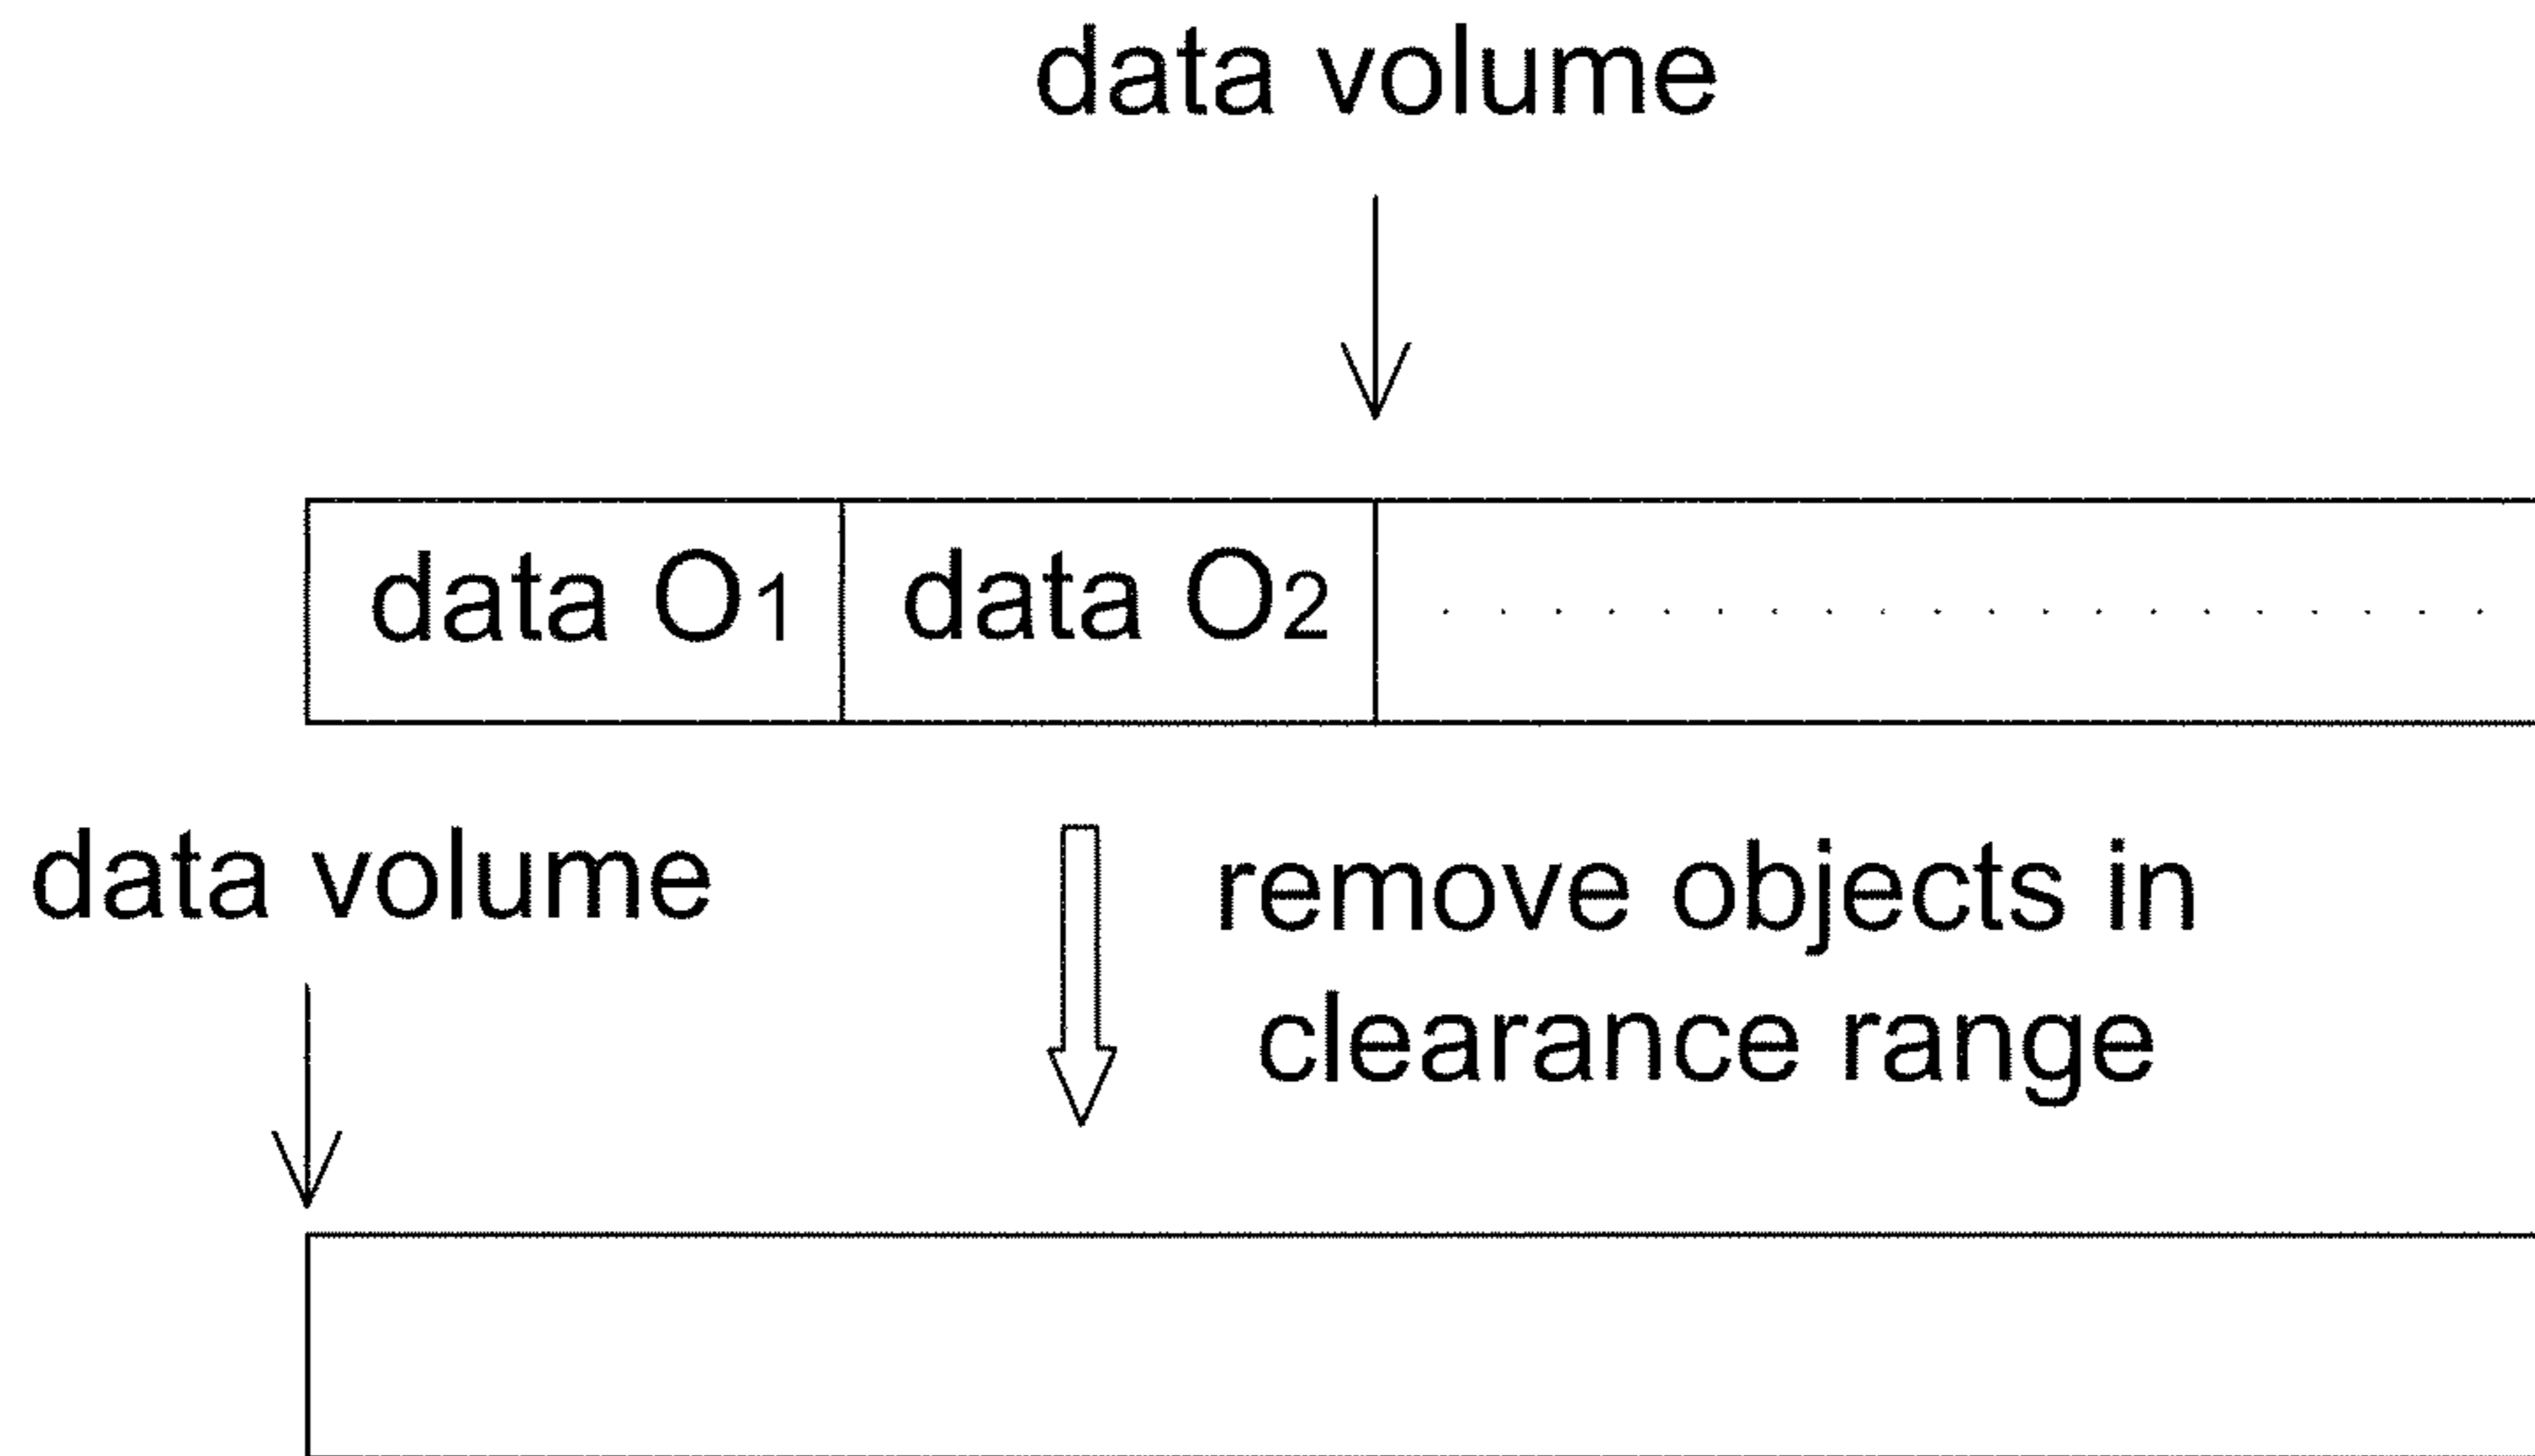 data volume
data O1
data O2
data volume
remove objects in
clearance range